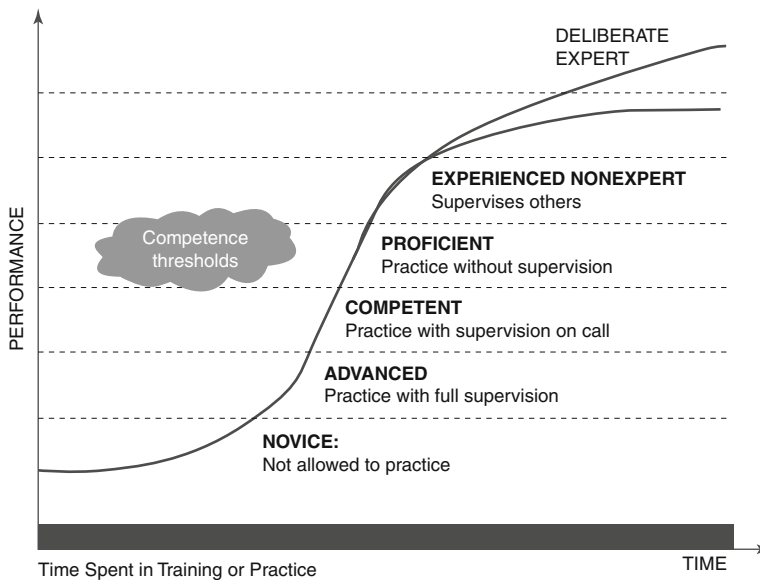 DELIBERATE
EXPERT
EXPERIENCED NONEXPERT
Supervises others
Competence
thresholds
PROFICIENT
Practice without supervision
COMPETENT
Practice with supervision on call
ADVANCED
Practice with full supervision
NOVICE:
Not allowed to practice
PERFORMANCE
Time Spent in Training or Practice
TIME